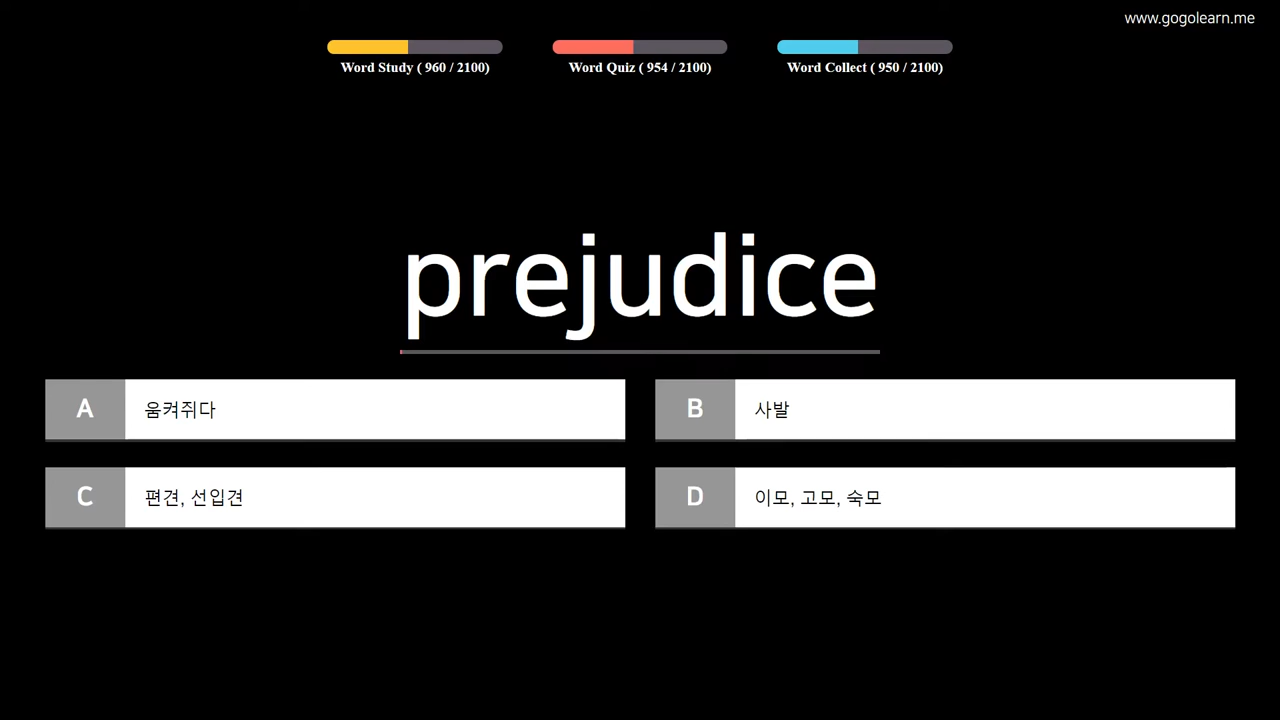 www.gogolearn.me
Word Study ( 960 / 2100)
Word Quiz ( 954 / 2100)
Word Collect ( 950 / 2100)
prejudice
A 움켜쥐다
B 사발
C 편견, 선입견
D 이모, 고모, 숙모